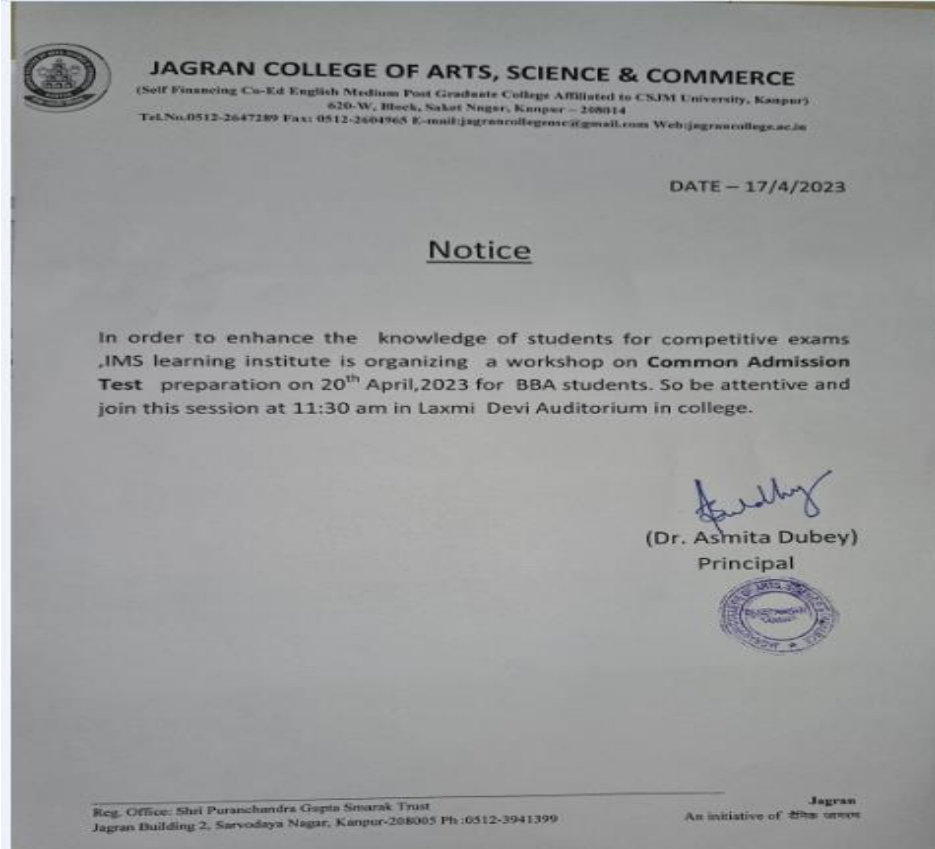 JAGRAN COLLEGE OF ARTS, SCIENCE & COMMERCE
(Self Financing Co-Ed English Medium Post Graduate College Affiliated to CSJM University, Kanpur)
620-W, Block, Saket Nagar, Kanpur – 208014
Tel.No.0512-2647289 Fax: 0512-2604965 E-mail:jagrancollegensc@gmail.com Web:jagrancollege.ac.in
DATE – 17/4/2023
Notice
In order to enhance the knowledge of students for competitive exams
,IMS learning institute is organizing a workshop on Common Admission
Test preparation on 20th April,2023 for BBA students. So be attentive and
join this session at 11:30 am in Laxmi Devi Auditorium in college.
(Dr. Asmita Dubey)
Principal
Reg. Office: Shri Puranchandra Gupta Smarak Trust
Jagran Building 2, Sarvodaya Nagar, Kanpur-208005 Ph :0512-3941399
Jagran
An initiative of दैनिक जागरण